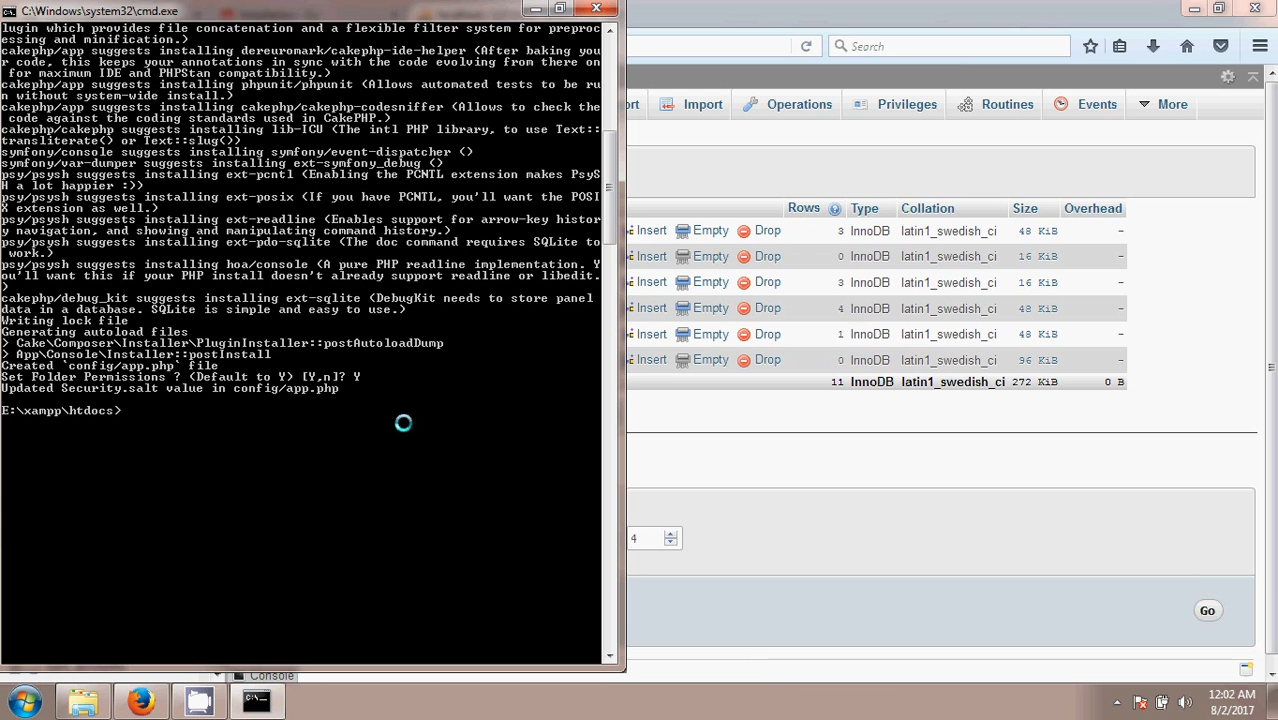 C:\Windows\system32\cmd.exe
lugin which provides file concatenation and a flexible filter system for preproc
essing and minification.)
cakephp/app suggests installing dereuromark/cakephp-ide-helper (After baking you
r code, this keeps your annotations in sync with the code evolving from there on
 for maximum IDE and PHPStan compatibility.)
cakephp/app suggests installing phpunit/phpunit (Allows automated tests to be ru
n without system-wide install.)
cakephp/app suggests installing cakephp/cakephp-codesniffer (Allows to check the
 code against the coding standards used in CakePHP.)
cakephp/cakephp suggests installing lib-ICU (The intl PHP library, to use Text::
transliterate() or Text::slug())
symfony/console suggests installing symfony/event-dispatcher ()
symfony/var-dumper suggests installing ext-symfony_debug ()
psy/psysh suggests installing ext-pcntl (Enabling the PCNTL extension makes PsyS
H a lot happier :))
psy/psysh suggests installing ext-posix (If you have PCNTL, you'll want the POSI
X extension as well.)
psy/psysh suggests installing ext-readline (Enables support for arrow-key histor
y navigation, and showing and manipulating command history.)
psy/psysh suggests installing ext-pdo-sqlite (The doc command requires SQLite to
 work.)
psy/psysh suggests installing hoa/console (A pure PHP readline implementation. Y
ou'll want this if your PHP install doesn't already support readline or libedit.
)
cakephp/debug_kit suggests installing ext-sqlite (DebugKit needs to store panel
data in a database. SQLite is simple and easy to use.)
Writing lock file
Generating autoload files
> Cake\Composer\Installer\PluginInstaller::postAutoloadDump
> App\Console\Installer::postInstall
Created `config/app.php` file
Set Folder Permissions ? (Default to Y) [Y,n]? Y
Updated Security.salt value in config/app.php
E:\xampp\htdocs>
Search
ort Import Operations Privileges Routines Events More
Rows Type Collation Size Overhead
Insert Empty Drop 3 InnoDB latin1_swedish_ci 48 KiB -
Insert Empty Drop 0 InnoDB latin1_swedish_ci 16 KiB -
Insert Empty Drop 3 InnoDB latin1_swedish_ci 16 KiB -
Insert Empty Drop 4 InnoDB latin1_swedish_ci 48 KiB -
Insert Empty Drop 1 InnoDB latin1_swedish_ci 48 KiB -
Insert Empty Drop 0 InnoDB latin1_swedish_ci 96 KiB -
11 InnoDB latin1_swedish_ci 272 KiB 0 B
4
Go
Console
12:02 AM
8/2/2017